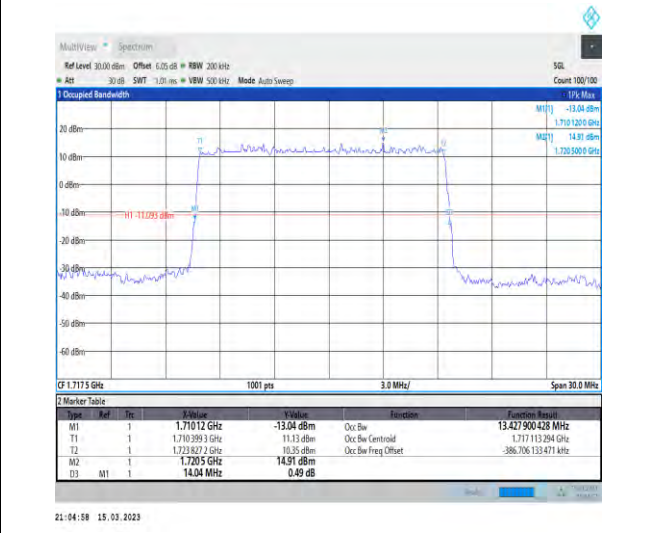 MultiView Spectrum
Ref Level 30.00 dBm Offset 6.05 dB RBW 200 kHz SGL
Att 30 dB SWT 1.01 ms VBW 500 kHz Mode Auto Sweep Count 100/100
1 Occupied Bandwidth 1Pk Max
M1[1] -13.04 dBm
1.710 120 0 GHz
M2[1] 14.91 dBm
1.720 500 0 GHz
20 dBm
M2
T1 T2
10 dBm
0 dBm
M1
-10 dBm H1 -11.093 dBm D3
-20 dBm
-30 dBm
-40 dBm
-50 dBm
-60 dBm
CF 1.717 5 GHz 1001 pts 3.0 MHz/ Span 30.0 MHz
2 Marker Table
Type Ref Trc X-Value Y-Value Function Function Result
M1 1 1.710 12 GHz -13.04 dBm Occ Bw 13.427 900 428 MHz
T1 1 1.710 399 3 GHz 11.13 dBm Occ Bw Centroid 1.717 113 294 GHz
T2 1 1.723 827 2 GHz 10.35 dBm Occ Bw Freq Offset -386.706 133 471 kHz
M2 1 1.720 5 GHz 14.91 dBm
D3 M1 1 14.04 MHz 0.49 dB
21:04:58 15.03.2023